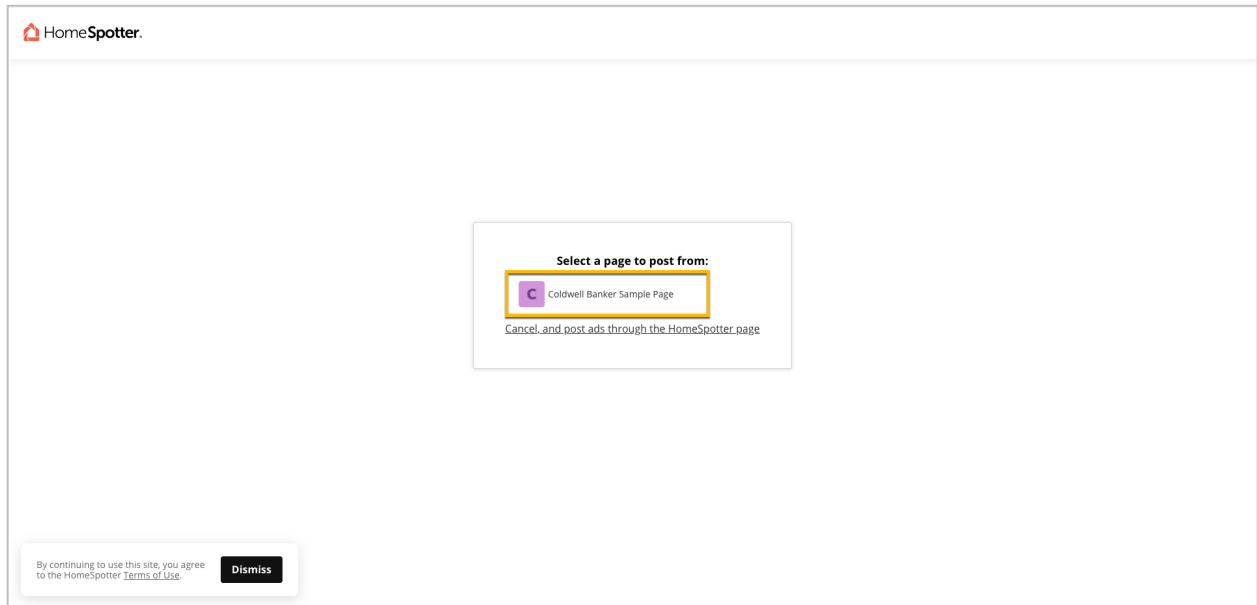 HomeSpotter.
Select a page to post from:
C Coldwell Banker Sample Page
Cancel, and post ads through the HomeSpotter page
By continuing to use this site, you agree
to the HomeSpotter Terms of Use.
Dismiss